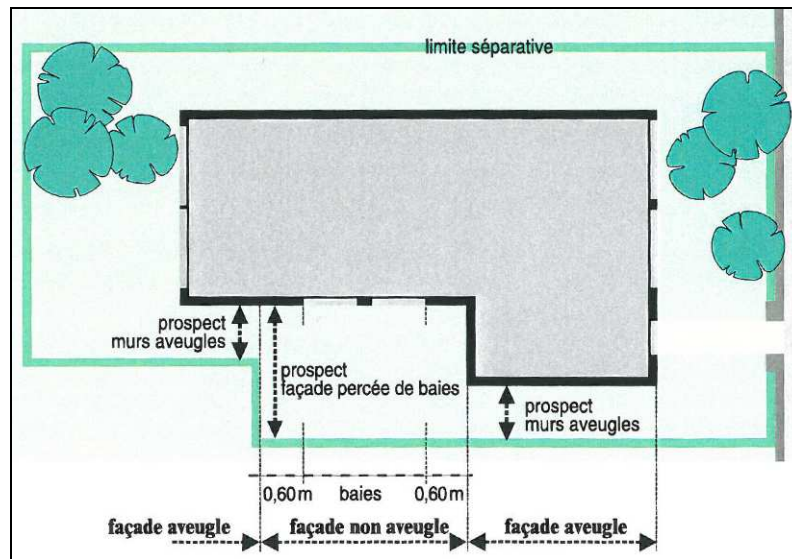 limite séparative
prospect
murs aveugles
prospect
façade percée de baies
prospect
murs aveugles
0,60 m baies 0,60 m
façade aveugle façade non aveugle façade aveugle